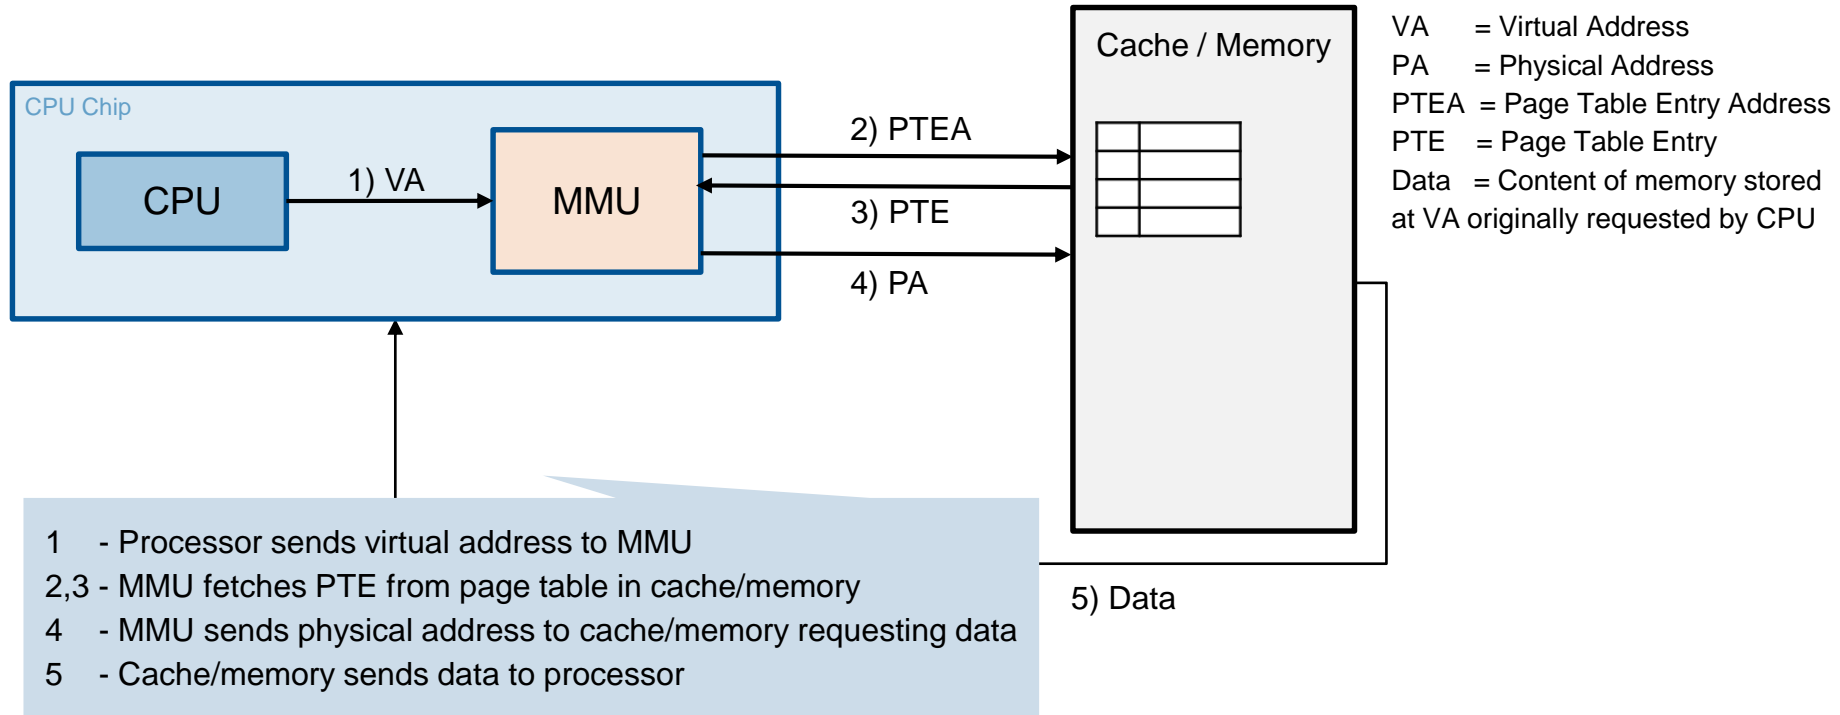 Cache / Memory
VA = Virtual Address
PA = Physical Address
PTEA = Page Table Entry Address
PTE = Page Table Entry
Data = Content of memory stored
at VA originally requested by CPU
CPU Chip
CPU
1) VA
MMU
2) PTEA
3) PTE
4) PA
1 - Processor sends virtual address to MMU
2,3 - MMU fetches PTE from page table in cache/memory
4 - MMU sends physical address to cache/memory requesting data
5 - Cache/memory sends data to processor
5) Data